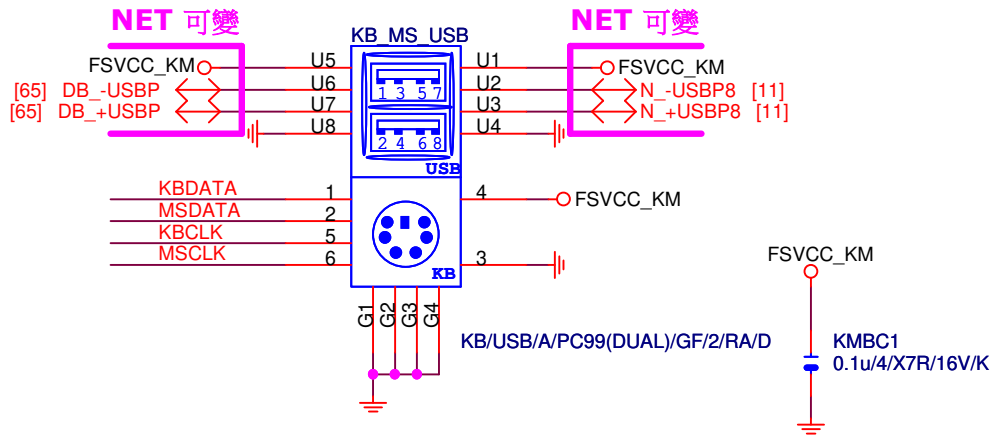 NET 可變
NET 可變
KB_MS_USB
FSVCC_KM U5 U1 FSVCC_KM
[65] DB_-USBP U6 U2 N_-USBP8 [11]
[65] DB_+USBP U7 U3 N_+USBP8 [11]
U8 U4
1 3 5 7
2 4 6 8
USB
KBDATA 1 4 FSVCC_KM
MSDATA 2
KBCLK 5
MSCLK 6 3
KB
G1 G2 G3 G4
KB/USB/A/PC99(DUAL)/GF/2/RA/D
FSVCC_KM
KMBC1
0.1u/4/X7R/16V/K